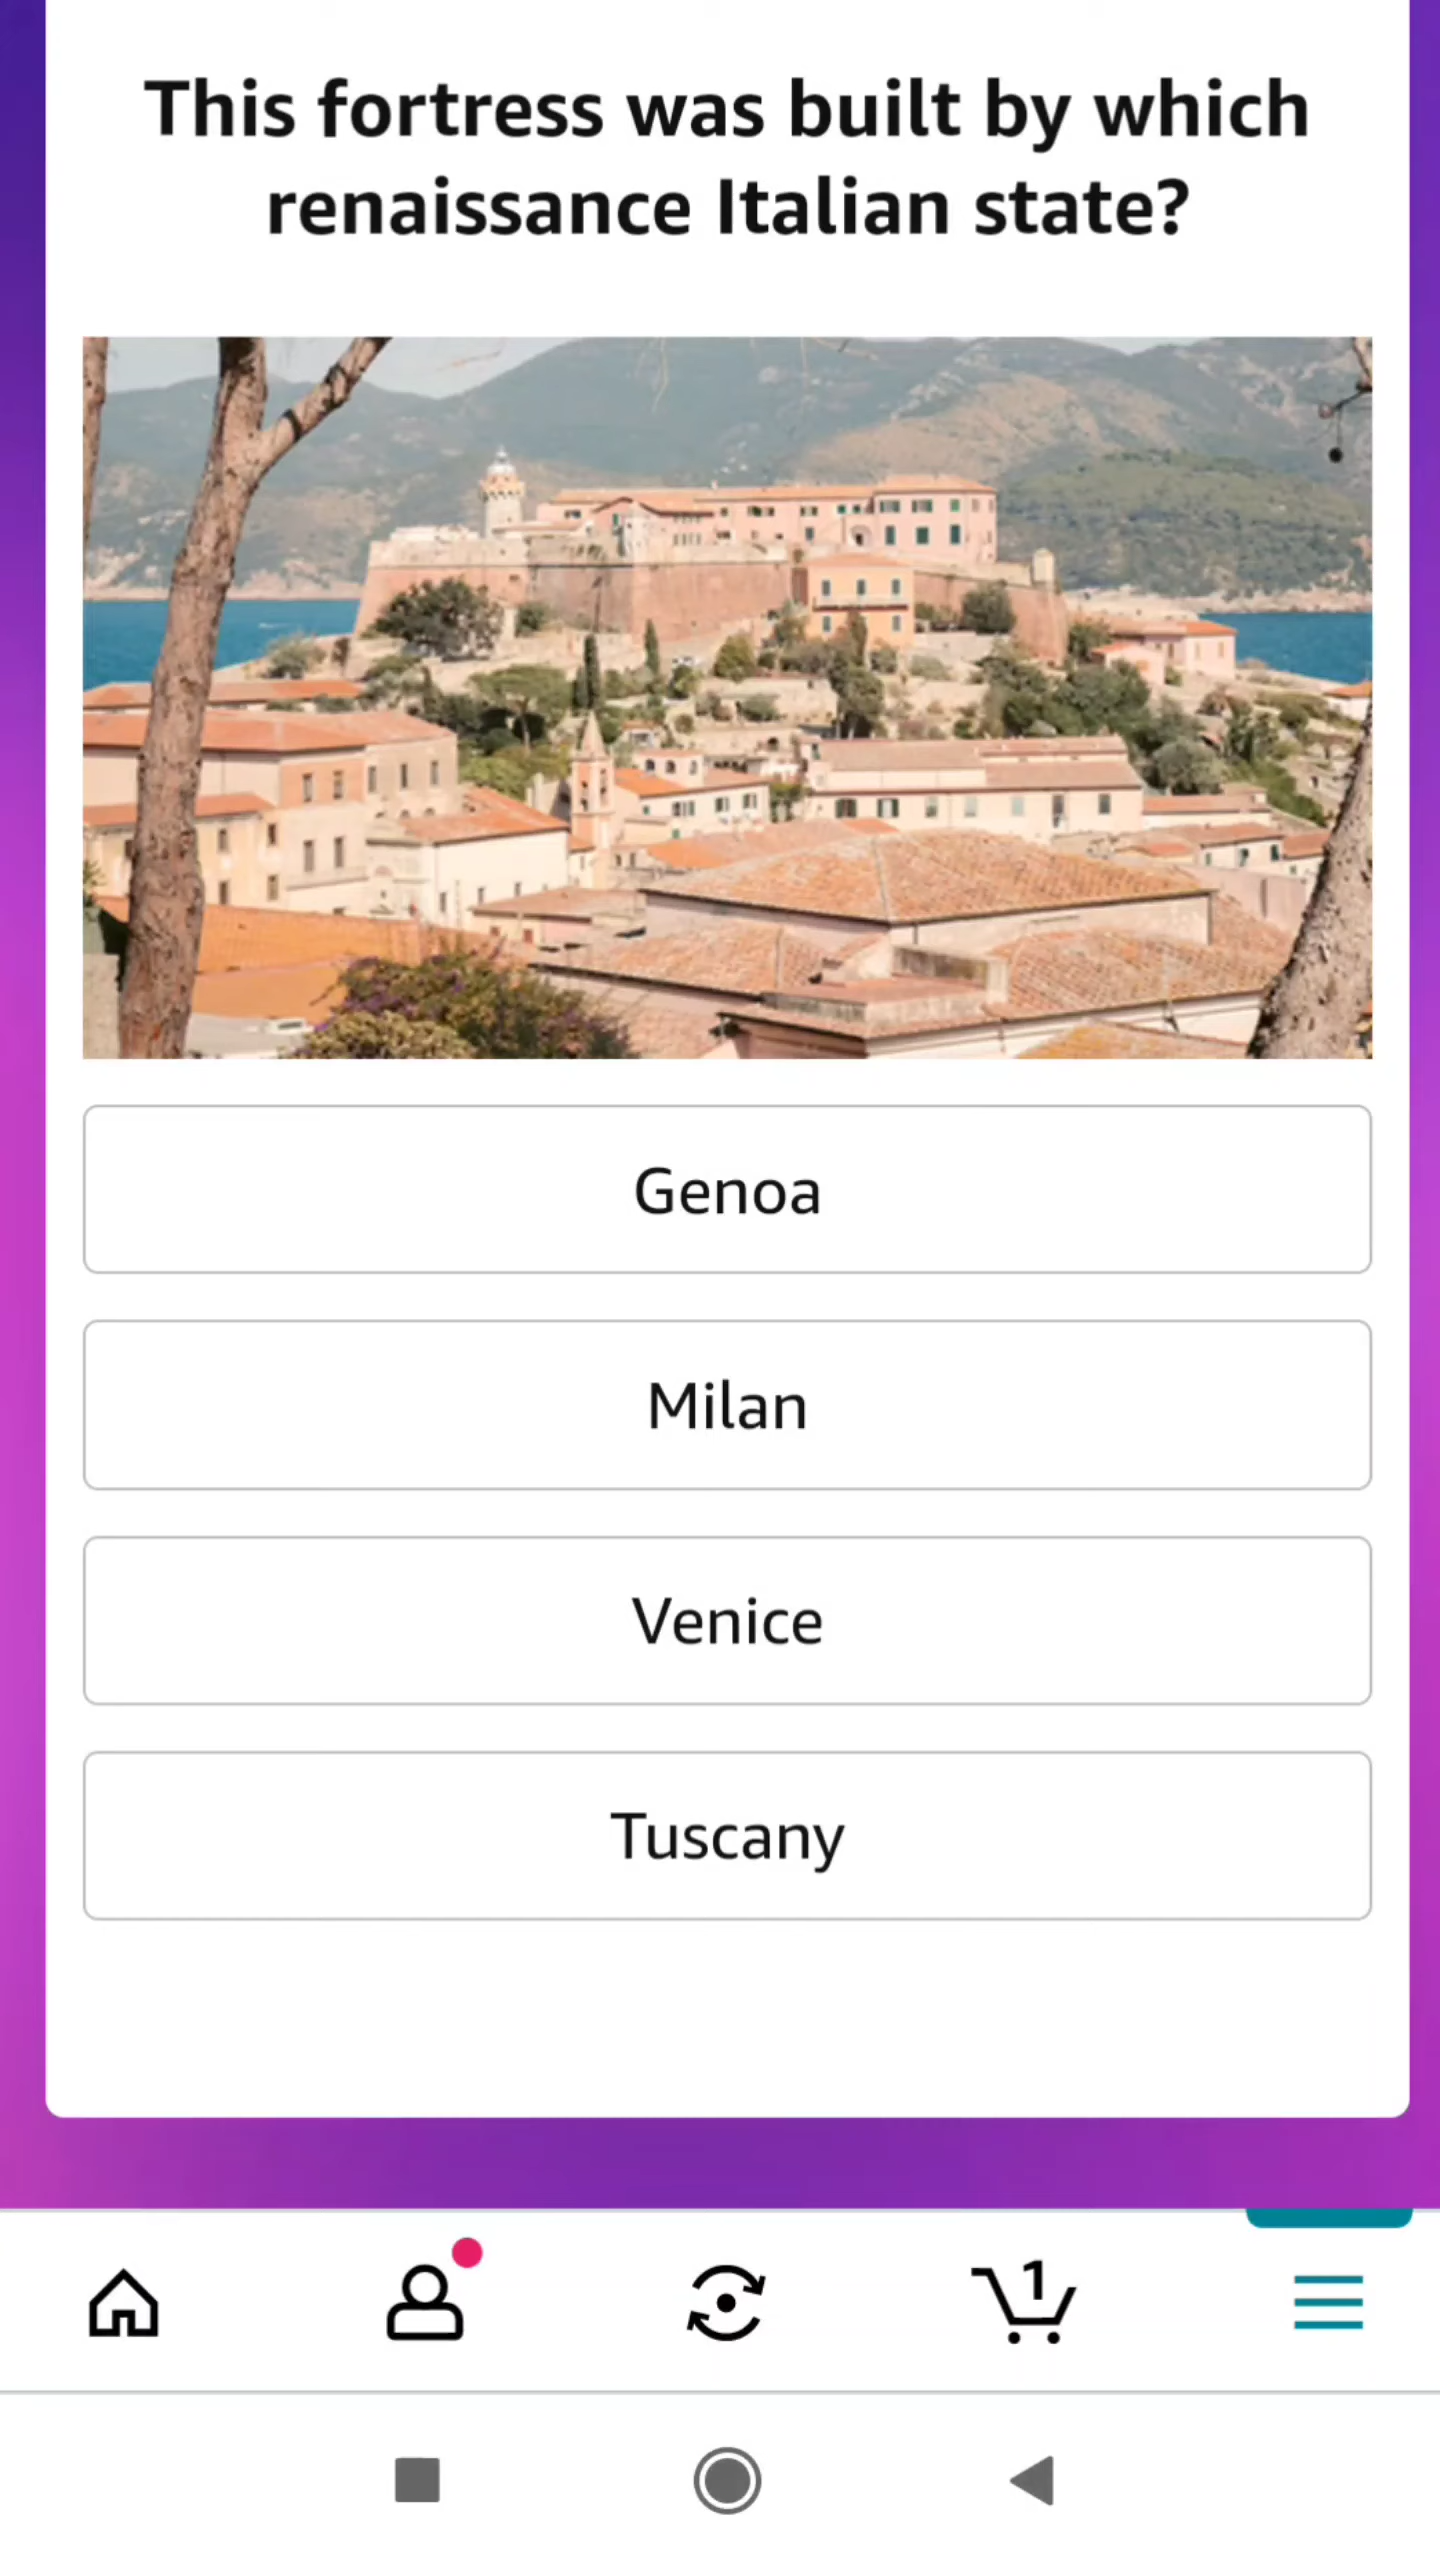 This fortress was built by which
renaissance Italian state?
Genoa
Milan
Venice
Tuscany
1